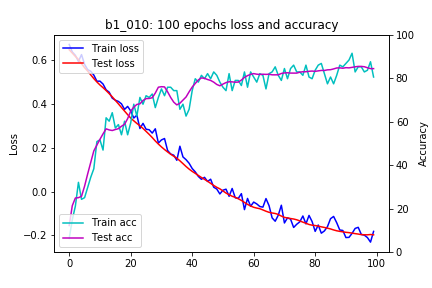 b1_010: 100 epochs loss and accuracy
Train loss
Test loss
Train acc
Test acc
Loss
Accuracy
0.6
0.4
0.2
0.0
−0.2
100
80
60
40
20
0
0
20
40
60
80
100